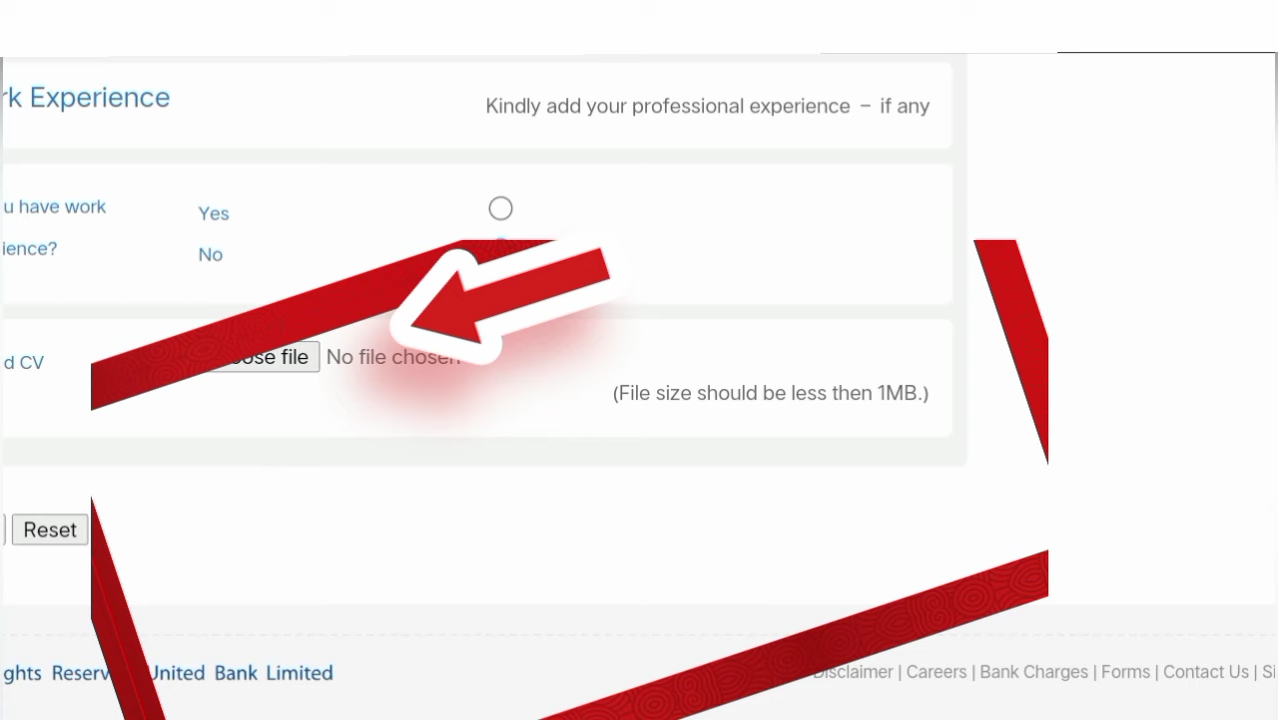 rk Experience
Kindly add your professional experience – if any
u have work
Yes
ience?
No
d CV
oose file No file chosen
(File size should be less then 1MB.)
Reset
ghts Reserv United Bank Limited
Disclaimer | Careers | Bank Charges | Forms | Contact Us | Si